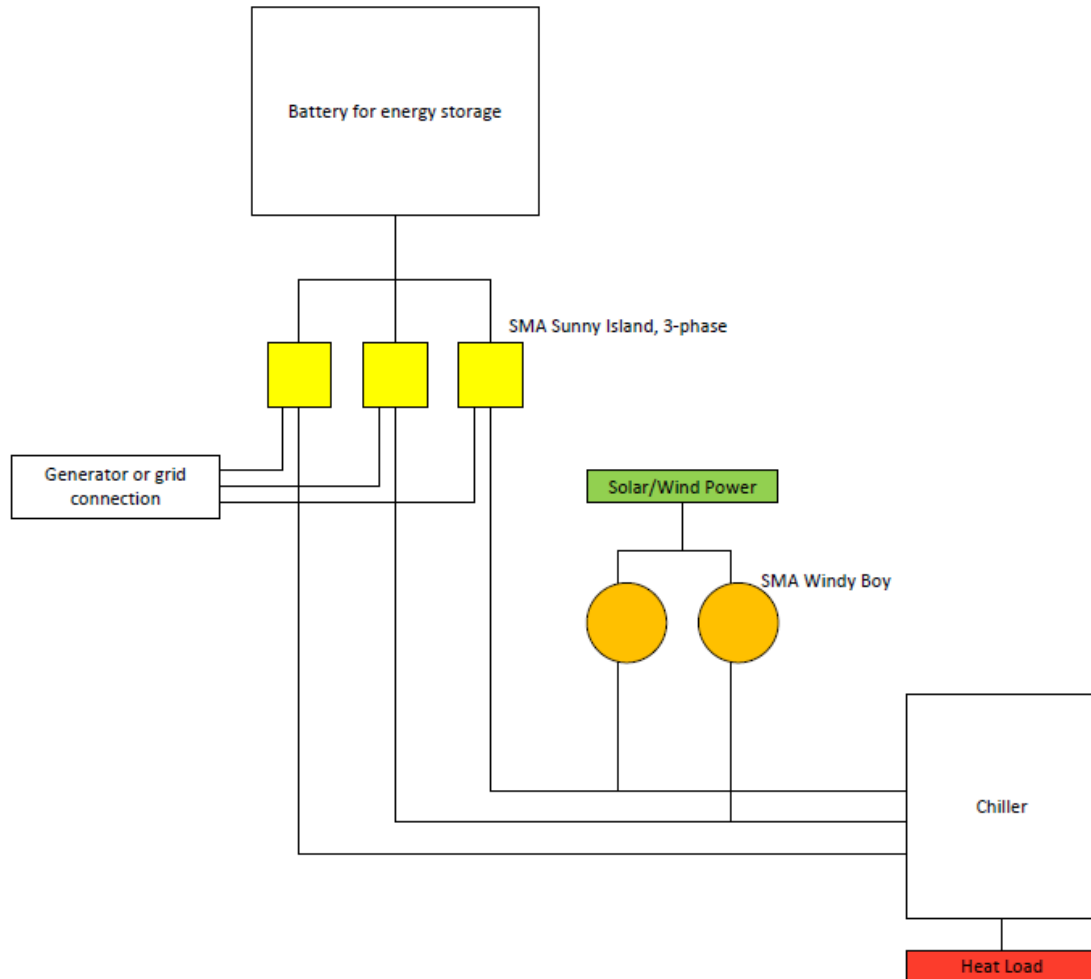 Battery for energy storage
SMA Sunny Island, 3-phase
Generator or grid
connection
Solar/Wind Power
SMA Windy Boy
Chiller
Heat Load